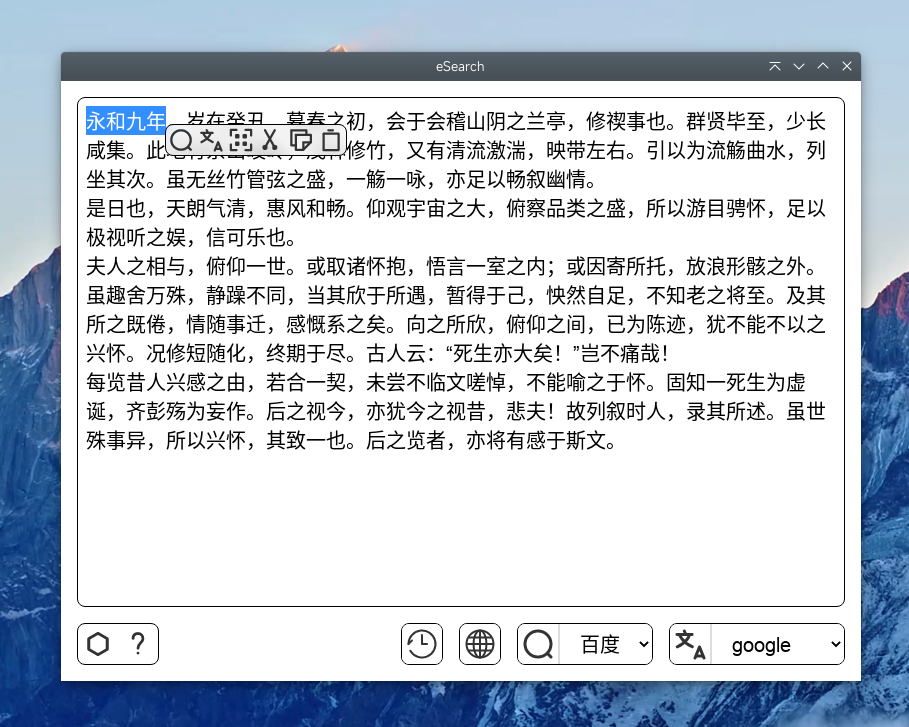 eSearch
永和九年，岁在癸丑，暮春之初，会于会稽山阴之兰亭，修禊事也。群贤毕至，少长
咸集。此修竹，又有清流激湍，映带左右。引以为流觞曲水，列
坐其次。虽无丝竹管弦之盛，一觞一咏，亦足以畅叙幽情。
是日也，天朗气清，惠风和畅。仰观宇宙之大，俯察品类之盛，所以游目骋怀，足以
极视听之娱，信可乐也。
夫人之相与，俯仰一世。或取诸怀抱，悟言一室之内；或因寄所托，放浪形骸之外。
虽趣舍万殊，静躁不同，当其欣于所遇，暂得于己，怏然自足，不知老之将至。及其
所之既倦，情随事迁，感慨系之矣。向之所欣，俯仰之间，已为陈迹，犹不能不以之
兴怀。况修短随化，终期于尽。古人云：“死生亦大矣！”岂不痛哉！
每览昔人兴感之由，若合一契，未尝不临文嗟悼，不能喻之于怀。固知一死生为虚
诞，齐彭殇为妄作。后之视今，亦犹今之视昔，悲夫！故列叙时人，录其所述。虽世
殊事异，所以兴怀，其致一也。后之览者，亦将有感于斯文。
百度
google